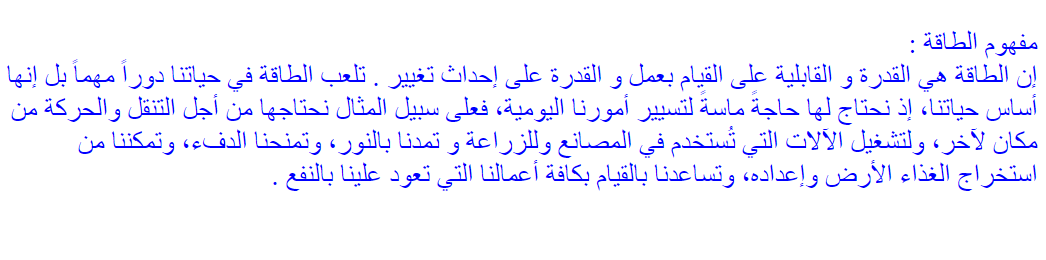 مفهوم الطاقة :
إن الطاقة هي القدرة و القابلية على القيام بعمل و القدرة على إحداث تغيير . تلعب الطاقة في حياتنا دوراً مهماً بل إنها
أساس حياتنا، إذ نحتاج لها حاجةً ماسةً لتسيير أمورنا اليومية، فعلى سبيل المثال نحتاجها من أجل التنقل والحركة من
مكان لآخر، ولتشغيل الآلات التي تُستخدم في المصانع وللزراعة و تمدنا بالنور، وتمنحنا الدفء، وتمكننا من
استخراج الغذاء الأرض وإعداده، وتساعدنا بالقيام بكافة أعمالنا التي تعود علينا بالنفع .